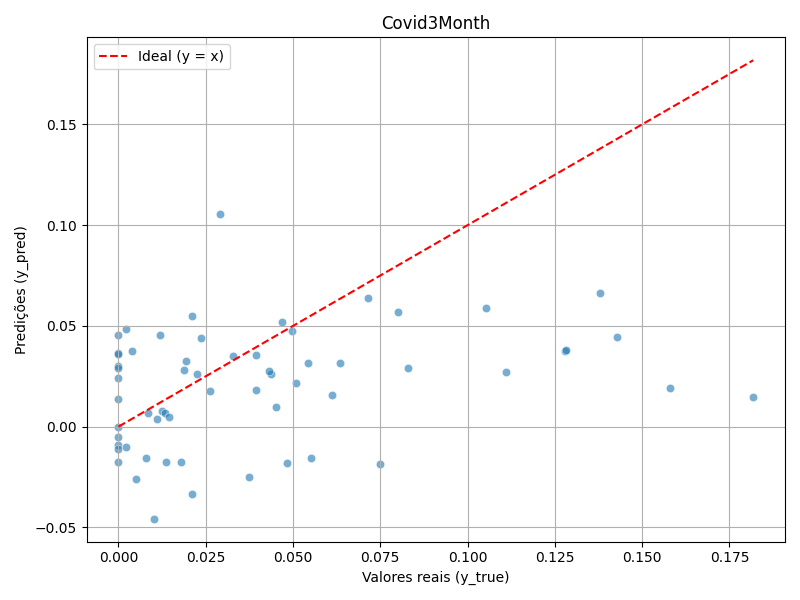 Covid3Month
Ideal (y = x)
Predições (y_pred)
0.15
0.10
0.05
0.00
−0.05
0.000 0.025 0.050 0.075 0.100 0.125 0.150 0.175
Valores reais (y_true)